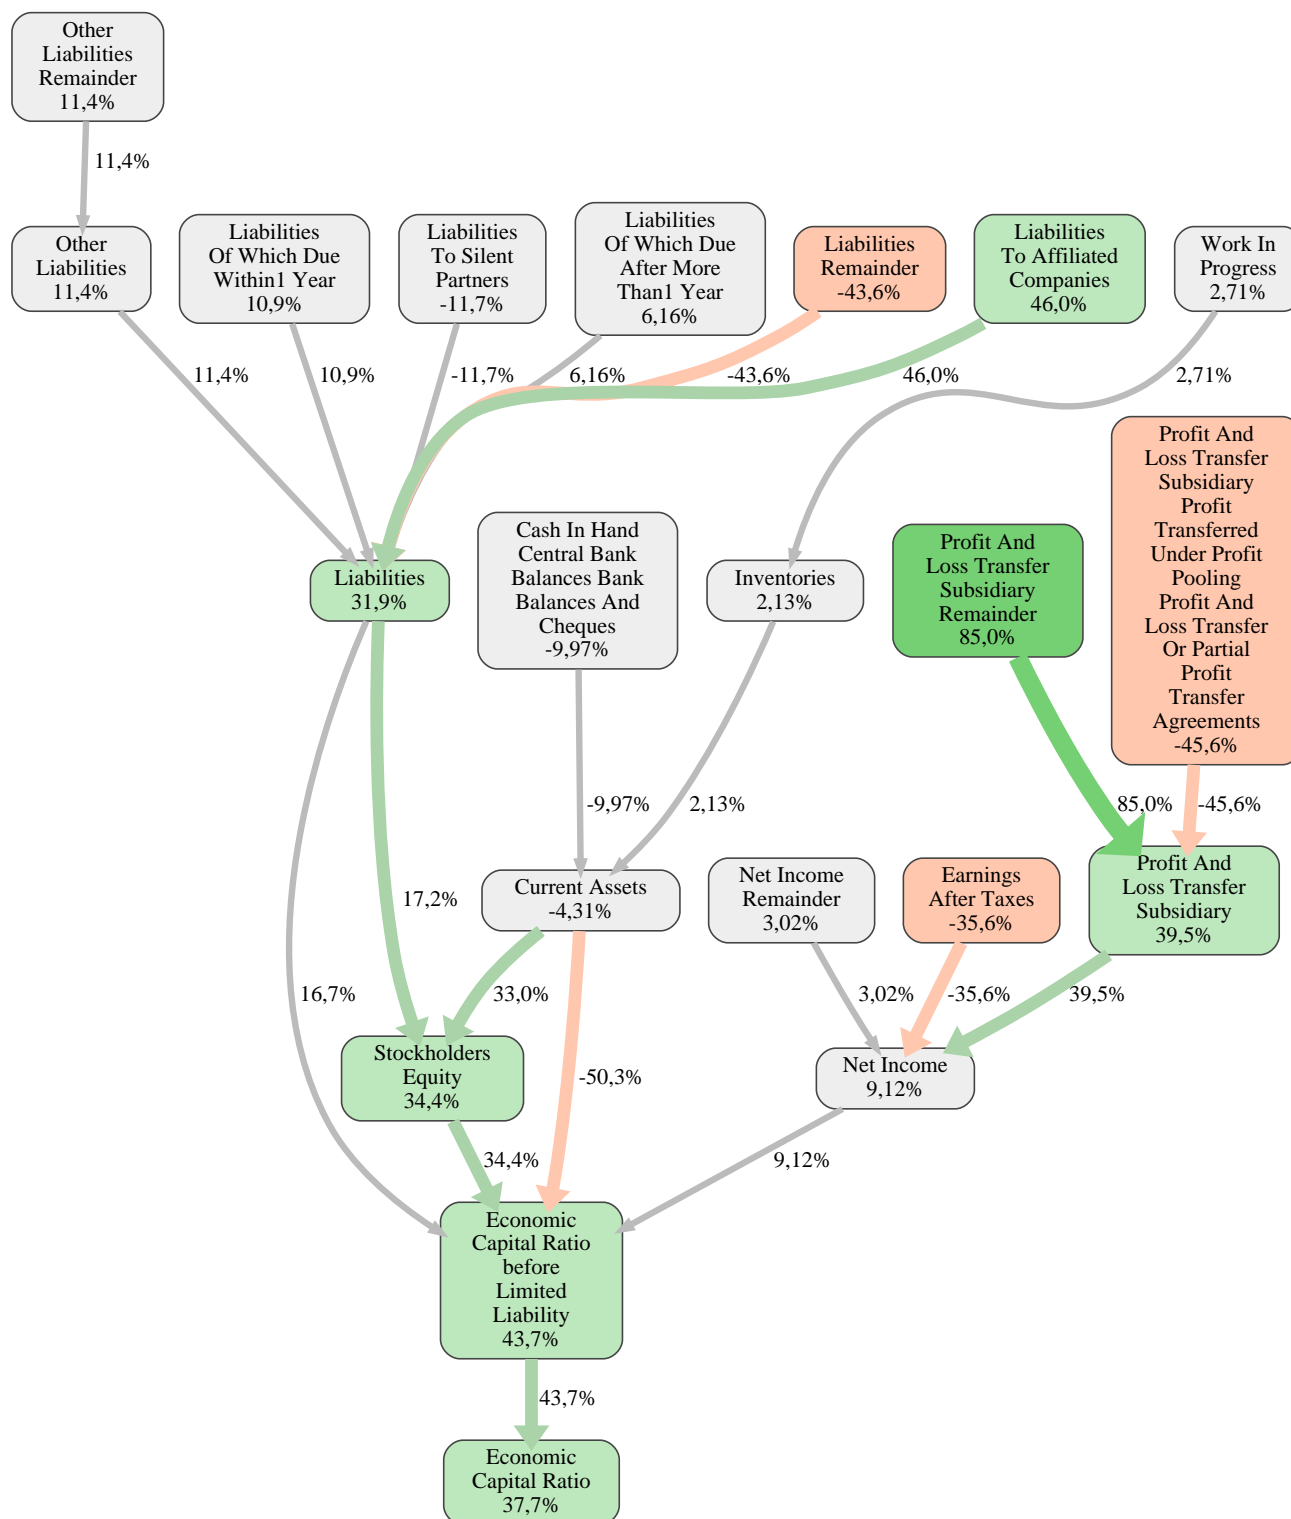 Other
Liabilities
Remainder
11,4%
11,4%
Other
Liabilities
11,4%
Liabilities
Of Which Due
Within1 Year
10,9%
Liabilities
To Silent
Partners
-11,7%
Liabilities
Of Which Due
After More
Than1 Year
6,16%
Liabilities
Remainder
-43,6%
Liabilities
To Affiliated
Companies
46,0%
Work In
Progress
2,71%
11,4%
10,9%
-11,7%
6,16%
-43,6%
46,0%
2,71%
Liabilities
31,9%
Cash In Hand
Central Bank
Balances Bank
Balances And
Cheques
-9,97%
Inventories
2,13%
Profit And
Loss Transfer
Subsidiary
Remainder
85,0%
Profit And
Loss Transfer
Subsidiary
Profit
Transferred
Under Profit
Pooling
Profit And
Loss Transfer
Or Partial
Profit
Transfer
Agreements
-45,6%
-9,97%
2,13%
85,0%
-45,6%
17,2%
Current Assets
-4,31%
Net Income
Remainder
3,02%
Earnings
After Taxes
-35,6%
Profit And
Loss Transfer
Subsidiary
39,5%
16,7%
33,0%
3,02%
-35,6%
39,5%
Stockholders
Equity
34,4%
-50,3%
Net Income
9,12%
34,4%
9,12%
Economic
Capital Ratio
before
Limited
Liability
43,7%
43,7%
Economic
Capital Ratio
37,7%